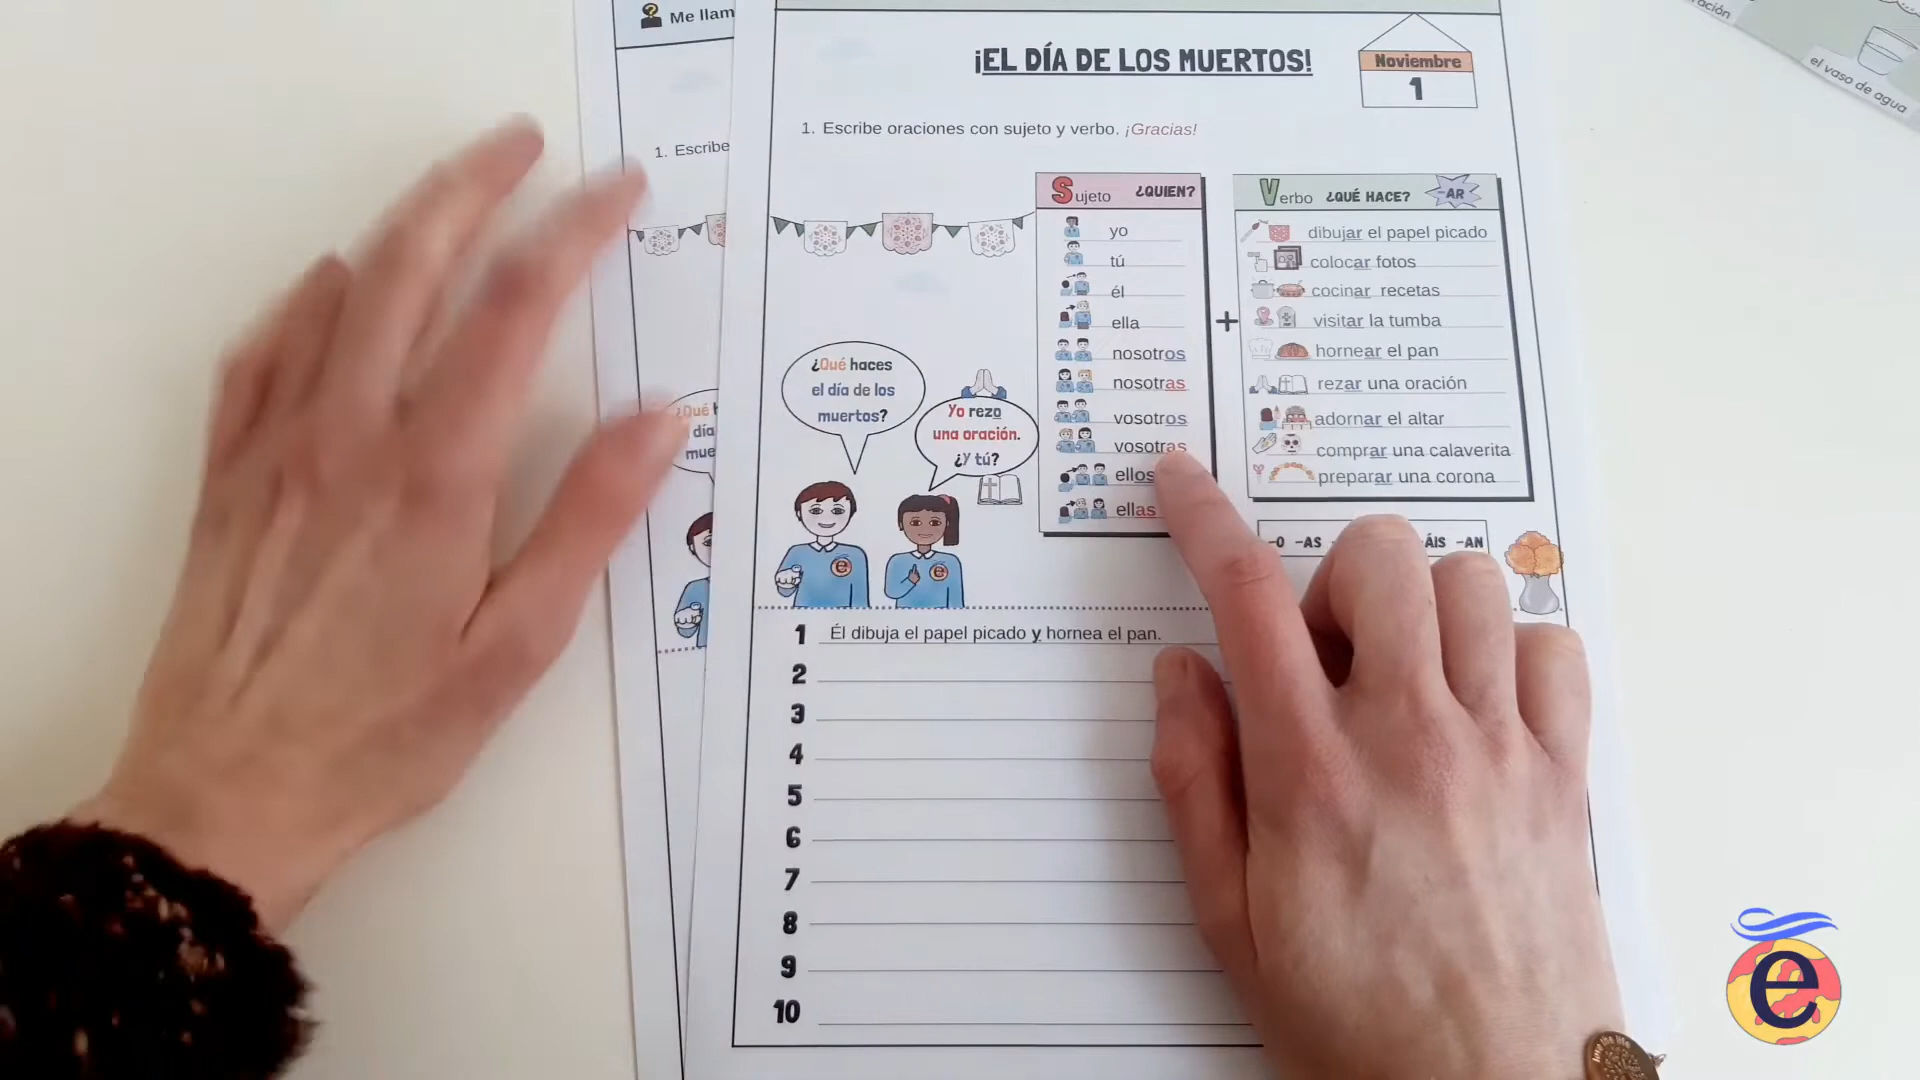 Me llam
¡EL DÍA DE LOS MUERTOS!
Noviembre
1
ación
el vaso de agua
1. Escribe
1. Escribe oraciones con sujeto y verbo. ¡Gracias!
Sujeto ¿QUIEN?
yo
tú
él
ella
nosotros
nosotras
vosotros
vosotras
ellos
ellas
+
Verbo ¿QUÉ HACE? -AR
dibujar el papel picado
colocar fotos
cocinar recetas
visitar la tumba
hornear el pan
rezar una oración
adornar el altar
comprar una calaverita
preparar una corona
-O -AS
ÁIS -AN
¿Qué h
día
mue
¿Qué haces
el día de los
muertos?
Yo rezo
una oración.
¿Y tú?
e
e
1 Él dibuja el papel picado y hornea el pan.
2
3
4
5
6
7
8
9
10
e